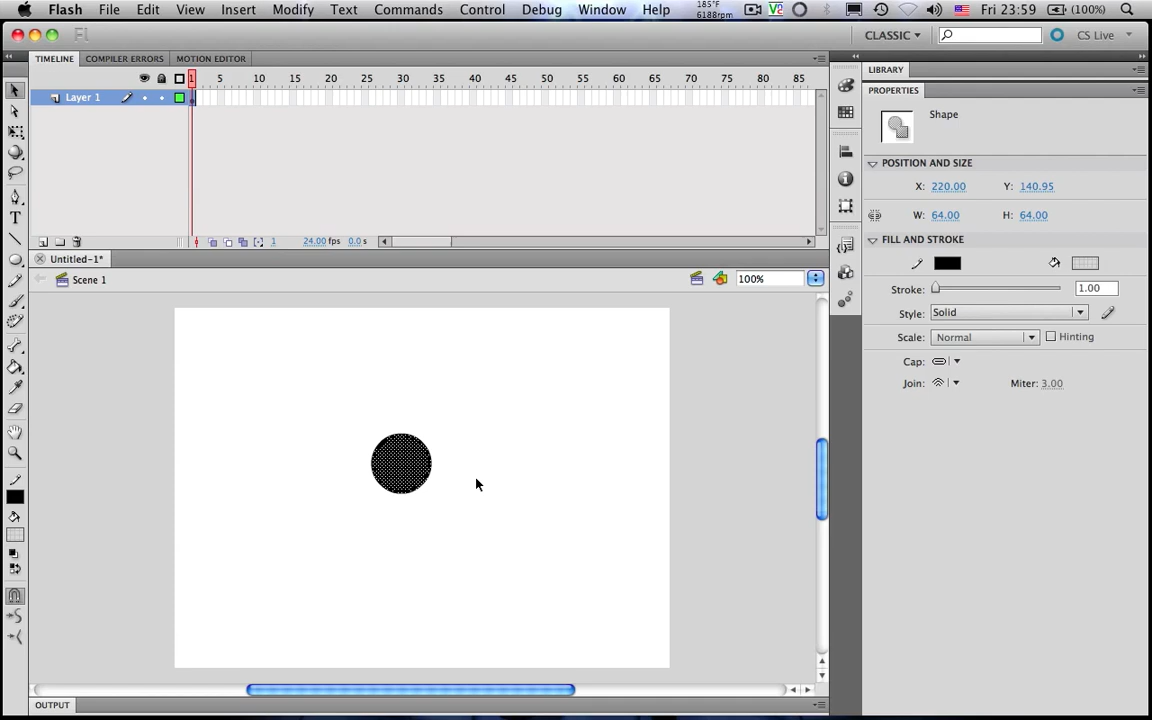 Flash File Edit View Insert Modify Text Commands Control Debug Window Help 185°F 6188rpm V2 Fri 23:59 (100%)
Fl CLASSIC CS Live
TIMELINE COMPILER ERRORS MOTION EDITOR
LIBRARY
1 5 10 15 20 25 30 35 40 45 50 55 60 65 70 75 80 85
PROPERTIES
Layer 1
Shape
POSITION AND SIZE
X: 220.00 Y: 140.95
W: 64.00 H: 64.00
1 24.00 fps 0.0 s
FILL AND STROKE
Untitled-1*
Scene 1 100%
Stroke: 1.00
Style: Solid
Scale: Normal Hinting
Cap:
Join: Miter: 3.00
T
OUTPUT